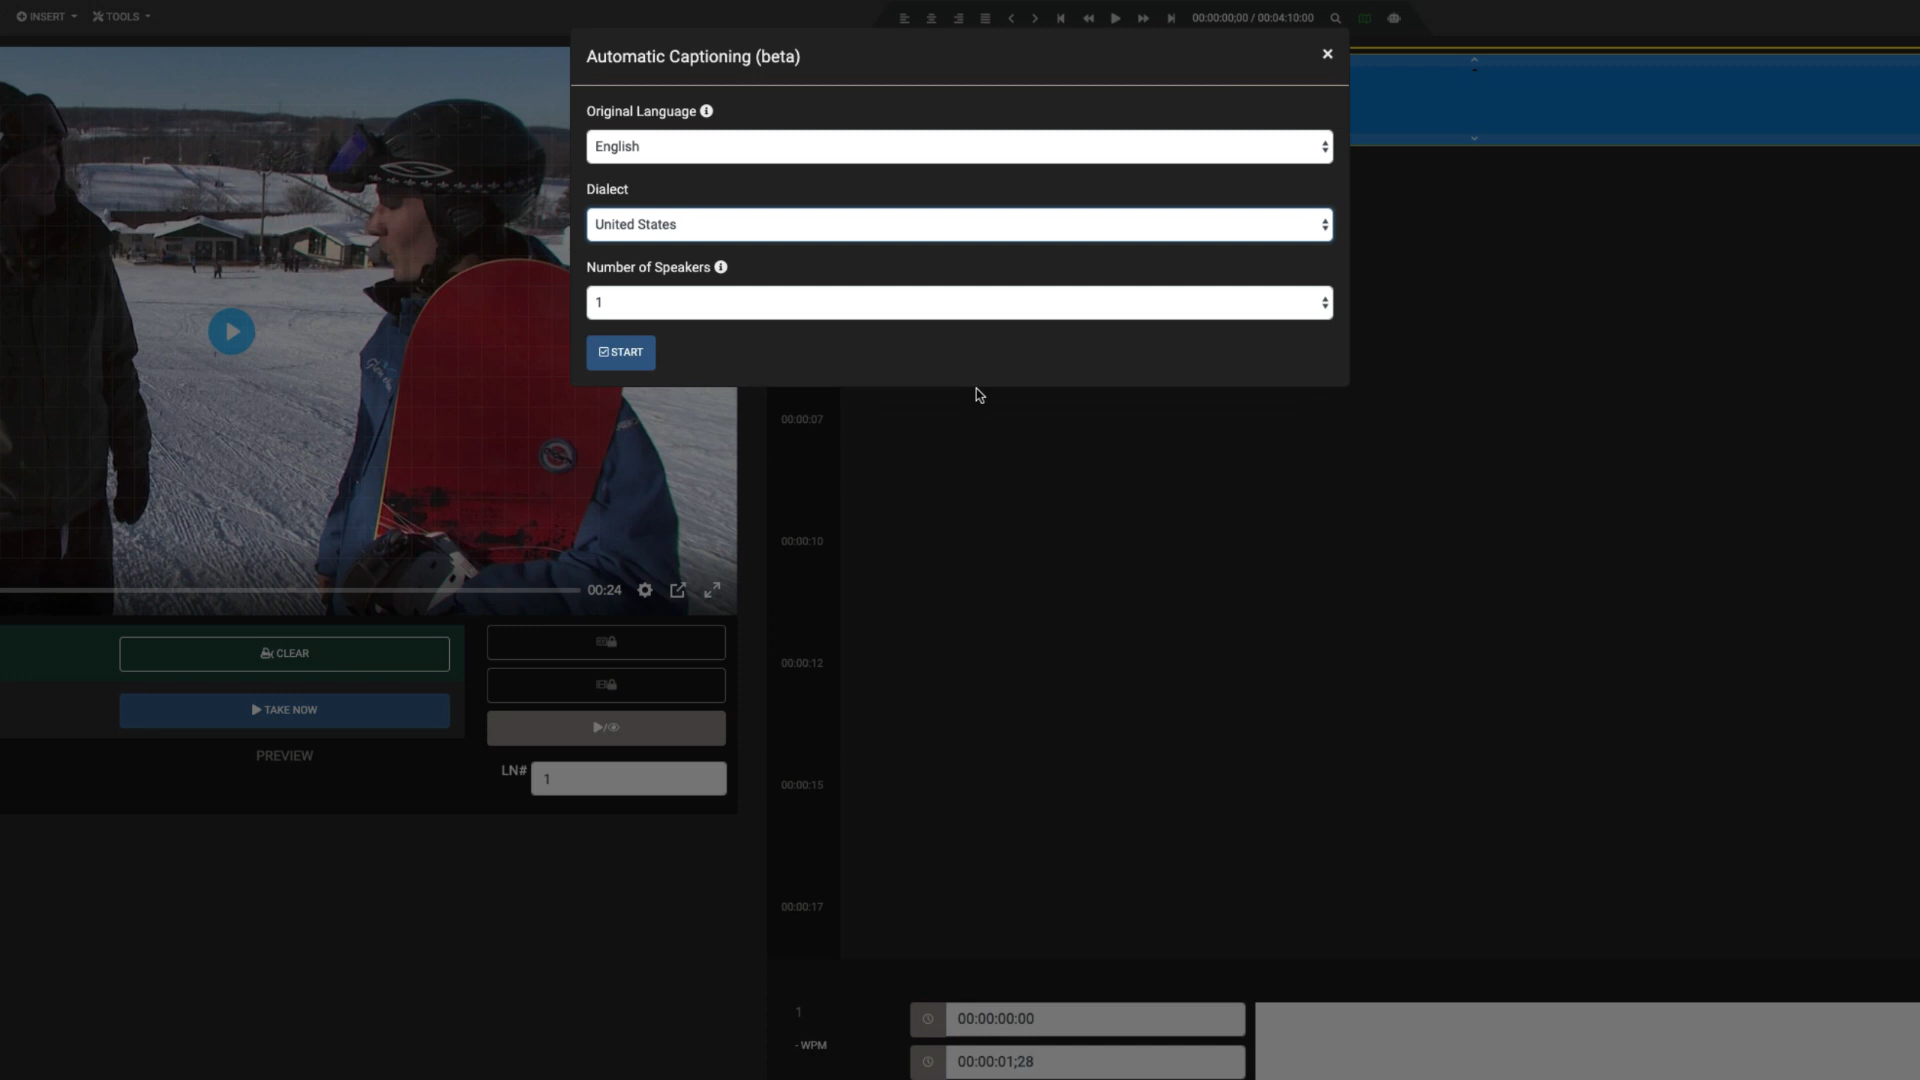 INSERT
TOOLS
00:00:00;00 / 00:04:10:00
Automatic Captioning (beta)
Original Language
English
Dialect
United States
Number of Speakers
1
START
00:24
CLEAR
TAKE NOW
PREVIEW
LN#
1
00:00:07
00:00:10
00:00:12
00:00:15
00:00:17
1
- WPM
00:00:00:00
00:00:01;28